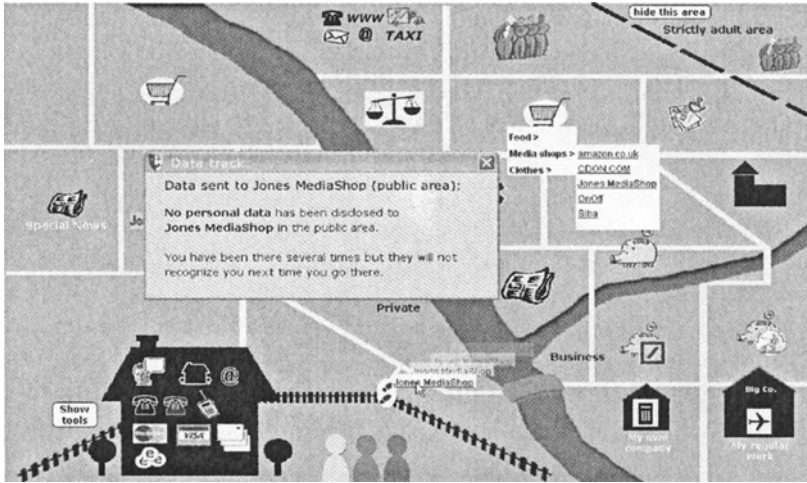 hide this area
WWW
Strictly adult area
@ TAXI
Food >
Media shops > amazon.co.uk
Clothes > CDON.COM
Jones MediaShop
OnOff
Siba
Data track
Data sent to Jones MediaShop (public area):
No personal data has been disclosed to
Jones MediaShop in the public area.
You have been there several times but they will not
recognize you next time you go there.
Special News
Jo
Private
Business
Jones MediaShop
Jones MediaShop
@
Show
tools
VISA
e
e e
My own
company
Big Co.
My regular
work